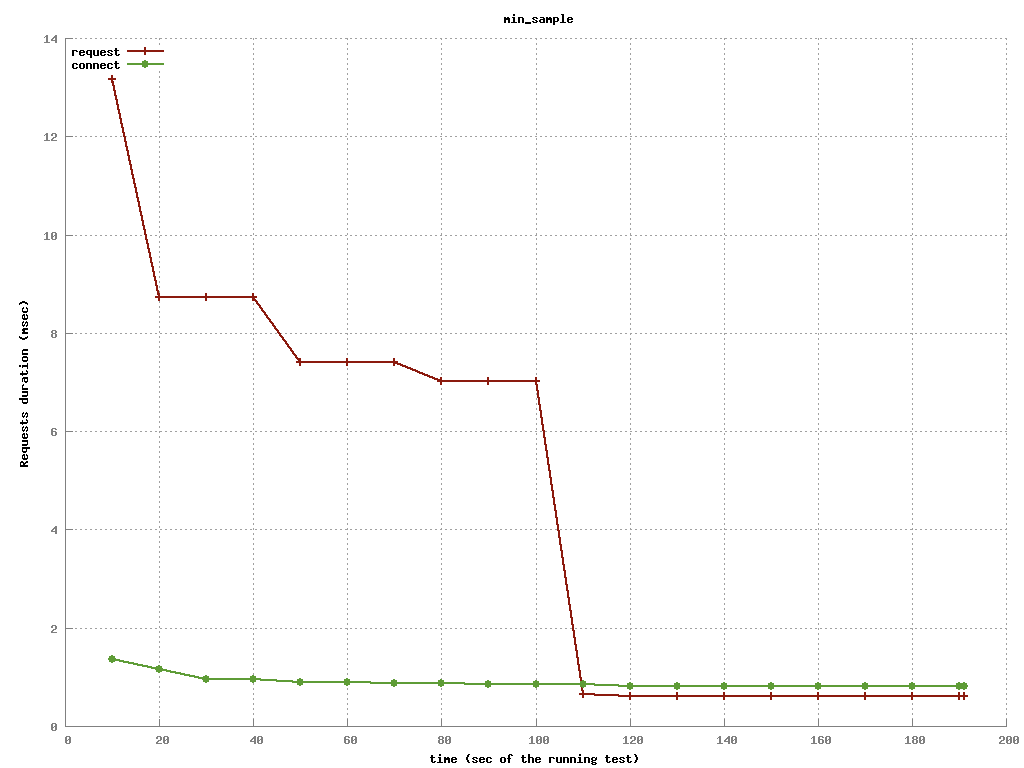 min_sample
14
request
connect
12
10
8
6
4
2
0
Requests duration (msec)
0 20 40 60 80 100 120 140 160 180 200
time (sec of the running test)